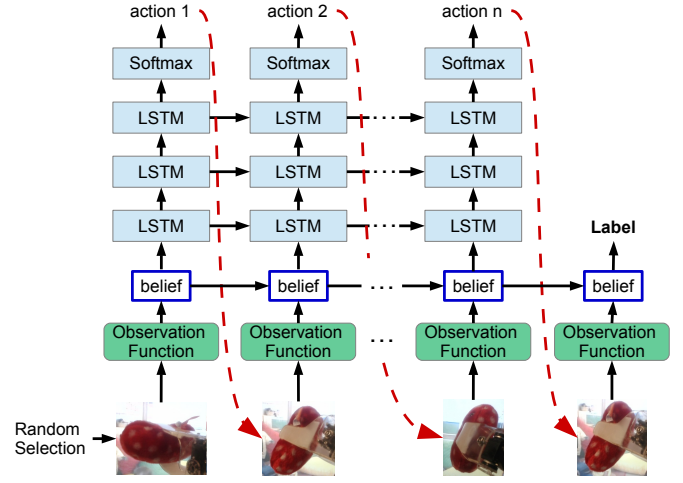 action 1
action 2
action n
Softmax
Softmax
Softmax
LSTM
LSTM
...
LSTM
LSTM
LSTM
...
LSTM
LSTM
LSTM
...
LSTM
Label
belief
belief
...
belief
belief
Observation
Function
Observation
Function
...
Observation
Function
Observation
Function
Random
Selection